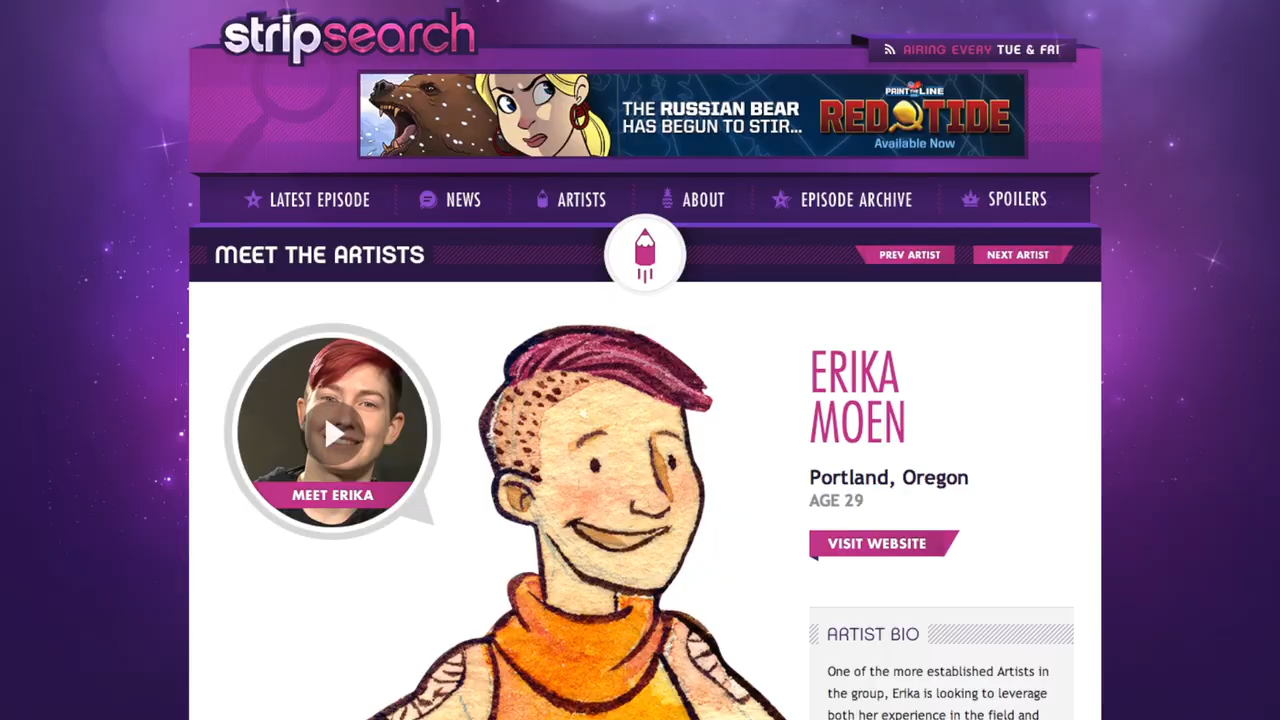 stripsearch
AIRING EVERY TUE & FRI
THE RUSSIAN BEAR
HAS BEGUN TO STIR...
PAINT THE LINE
RED TIDE
Available Now
LATEST EPISODE
NEWS
ARTISTS
ABOUT
EPISODE ARCHIVE
SPOILERS
MEET THE ARTISTS
PREV ARTIST
NEXT ARTIST
MEET ERIKA
ERIKA
MOEN
Portland, Oregon
AGE 29
VISIT WEBSITE
ARTIST BIO
One of the more established Artists in
the group, Erika is looking to leverage
both her experience in the field and